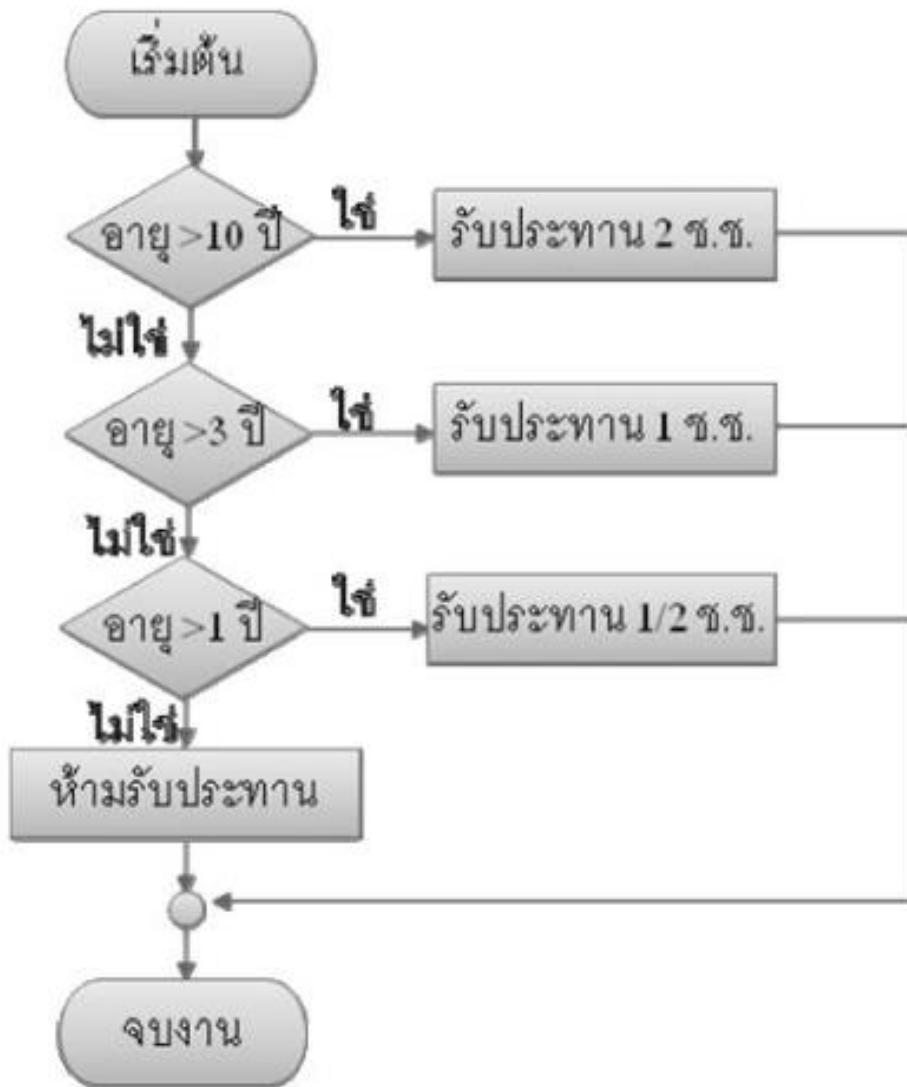 เริ่มต้น
อายุ >10 ปี
ใช่
รับประทาน 2 ช.ช.
ไม่ใช่
อายุ >3 ปี
ใช่
รับประทาน 1 ช.ช.
ไม่ใช่
อายุ >1 ปี
ใช่
รับประทาน 1/2 ช.ช.
ไม่ใช่
ห้ามรับประทาน
จบงาน